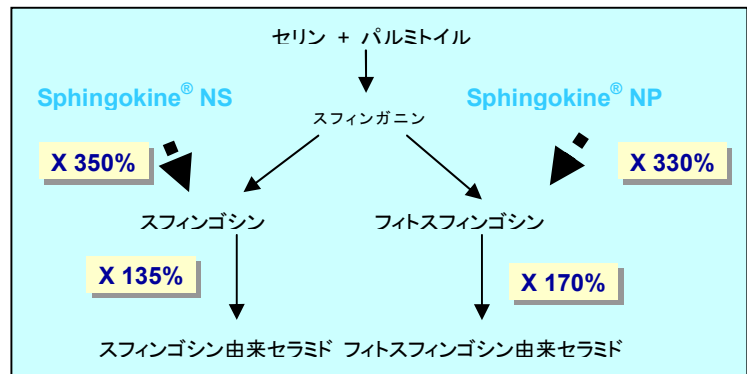 セリン + パルミトイル
Sphingokine® NS
Sphingokine® NP
スフィンガニン
X 350%
X 330%
スフィンゴシン
フィトスフィンゴシン
X 135%
X 170%
スフィンゴシン由来セラミド フィトスフィンゴシン由来セラミド